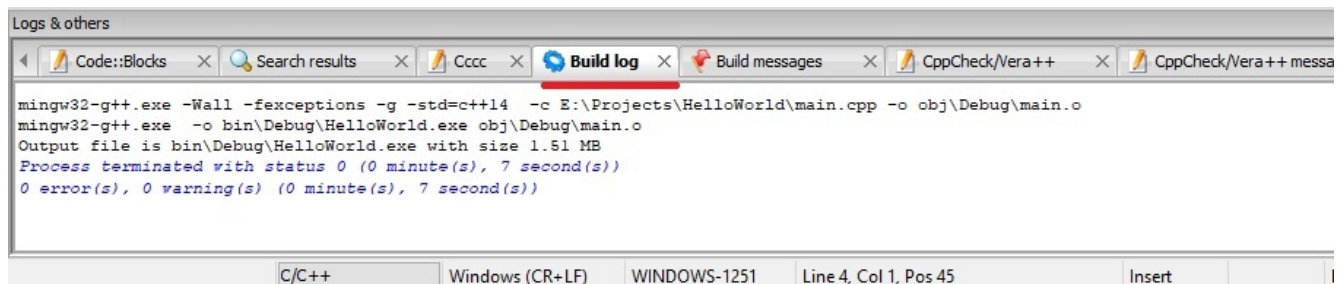 Logs & others
Code::Blocks Search results Cccc Build log Build messages CppCheck/Vera++ CppCheck/Vera++ messa
mingw32-g++.exe -Wall -fexceptions -g -std=c++14  -c E:\Projects\HelloWorld\main.cpp -o obj\Debug\main.o
mingw32-g++.exe  -o bin\Debug\HelloWorld.exe obj\Debug\main.o
Output file is bin\Debug\HelloWorld.exe with size 1.51 MB
Process terminated with status 0 (0 minute(s), 7 second(s))
0 error(s), 0 warning(s) (0 minute(s), 7 second(s))
C/C++ Windows (CR+LF) WINDOWS-1251 Line 4, Col 1, Pos 45 Insert